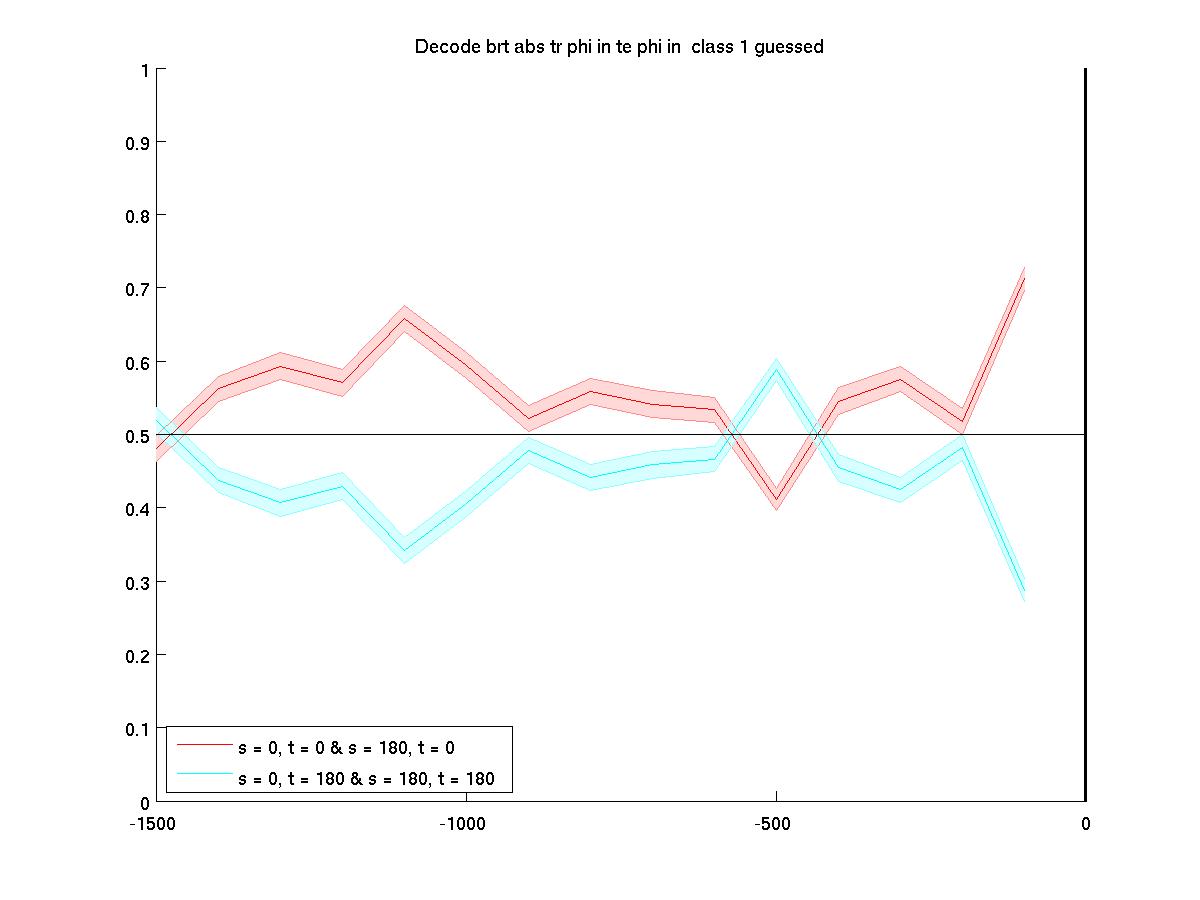 Decode brt abs tr phi in te phi in  class 1 guessed
1
0.9
0.8
0.7
0.6
0.5
0.4
0.3
0.2
0.1
0
s = 0, t = 0 & s = 180, t = 0
s = 0, t = 180 & s = 180, t = 180
-1500 -1000 -500 0